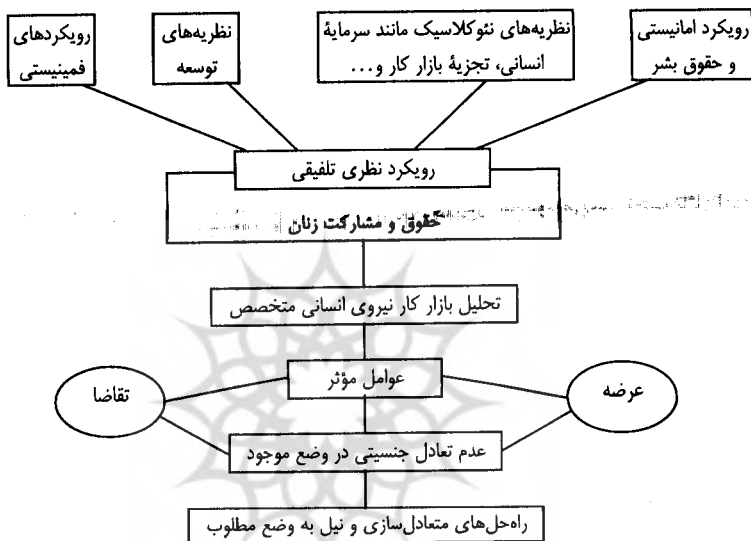 رویکرد امانیستی
و حقوق بشر
نظریه‌های نئوکلاسیک مانند سرمایۀ
انسانی، تجزیۀ بازار کار و...
نظریه‌های
توسعه
رویکردهای
فمینیستی
رویکرد نظری تلفیقی
حقوق و مشارکت زنان
تحلیل بازار کار نیروی انسانی متخصص
عوامل مؤثر
عرضه
تقاضا
عدم تعادل جنسیتی در وضع موجود
راه‌حل‌های متعادل‌سازی و نیل به وضع مطلوب